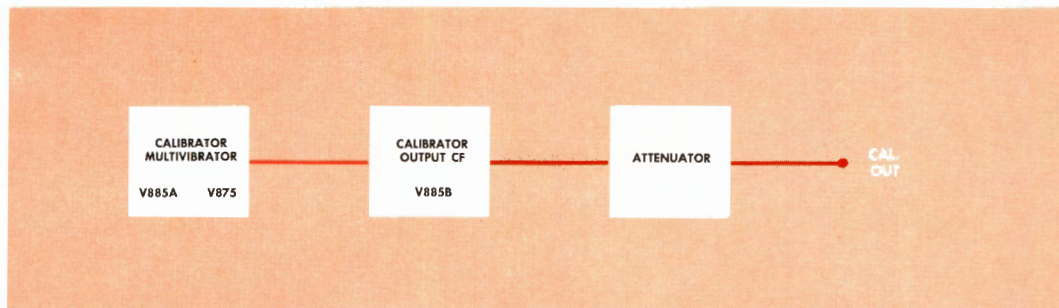 CALIBRATOR
MULTIVIBRATOR
V885A V875
CALIBRATOR
OUTPUT CF
V885B
ATTENUATOR
CAL.
OUT